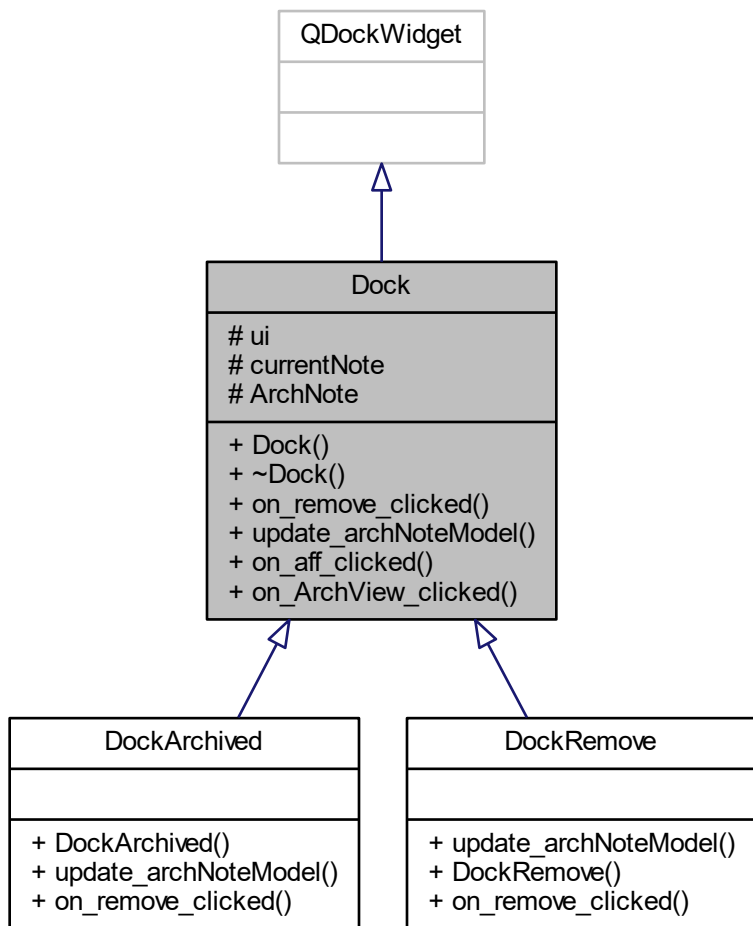 QDockWidget
Dock
# ui
# currentNote
# ArchNote
+ Dock()
+ ~Dock()
+ on_remove_clicked()
+ update_archNoteModel()
+ on_aff_clicked()
+ on_ArchView_clicked()
DockArchived
+ DockArchived()
+ update_archNoteModel()
+ on_remove_clicked()
DockRemove
+ update_archNoteModel()
+ DockRemove()
+ on_remove_clicked()